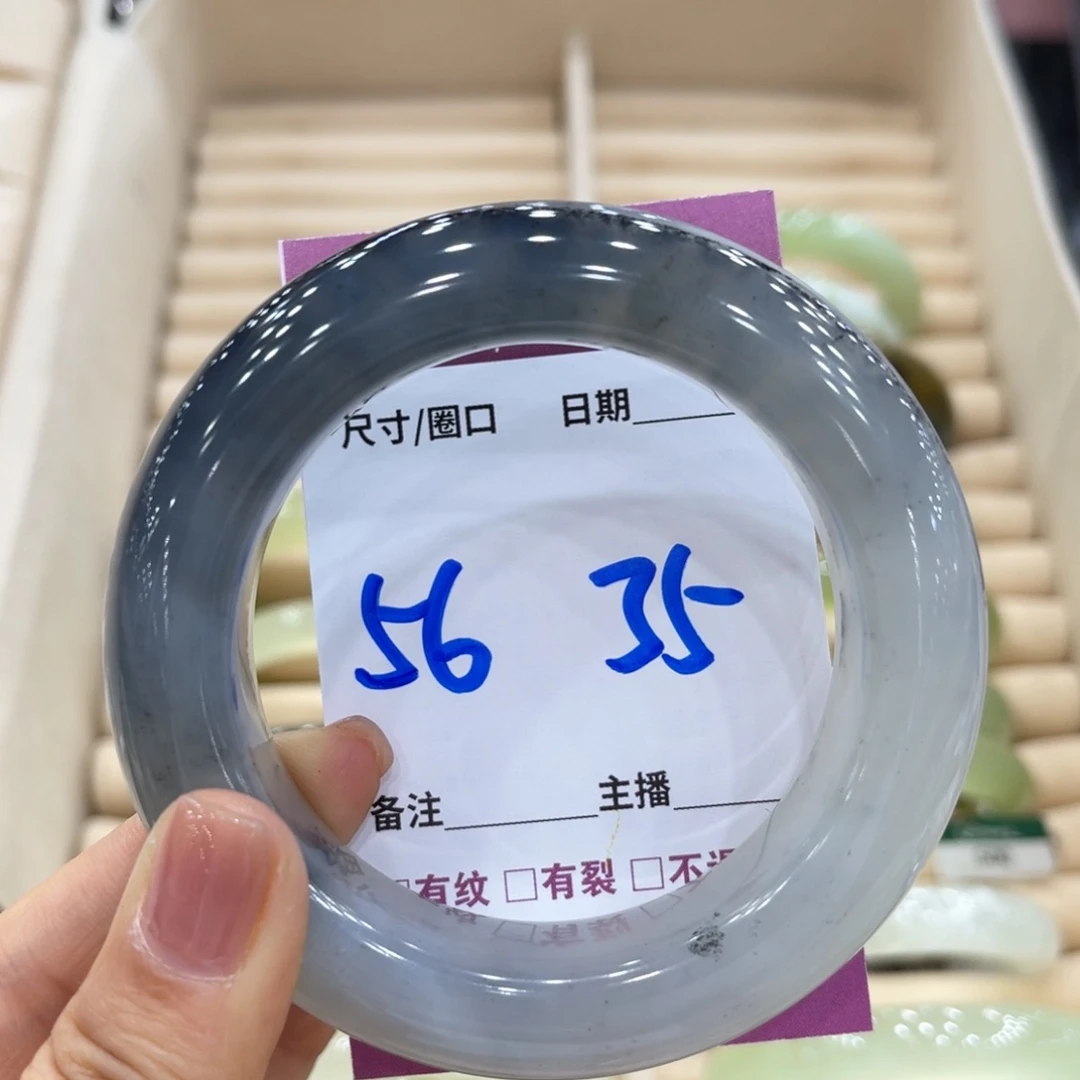 尺寸/圈口 日期
56 35
备注 主播
□有纹 □有裂 □不